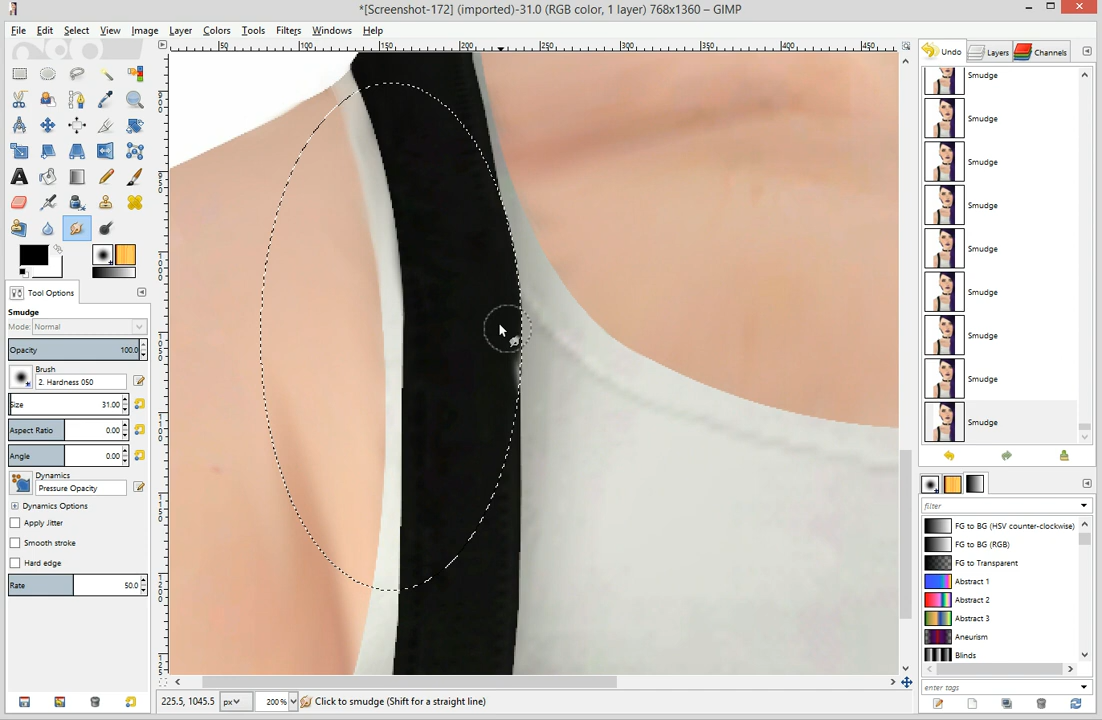 *[Screenshot-172] (imported)-31.0 (RGB color, 1 layer) 768x1360 – GIMP
File Edit Select View Image Layer Colors Tools Filters Windows Help
100 150 200 250 300 350 400 450
Undo Layers Channels
Smudge
Smudge
Smudge
Smudge
Smudge
Smudge
Smudge
Smudge
Smudge
Tool Options
Smudge
Mode: Normal
Opacity 100.0
Brush
2. Hardness 050
Size 31.00
Aspect Ratio 0.00
Angle 0.00
Dynamics
Pressure Opacity
Dynamics Options
Apply Jitter
Smooth stroke
Hard edge
Rate 50.0
filter
FG to BG (HSV counter-clockwise)
FG to BG (RGB)
FG to Transparent
Abstract 1
Abstract 2
Abstract 3
Aneurism
Blinds
enter tags
225.5, 1045.5 px 200% Click to smudge (Shift for a straight line)